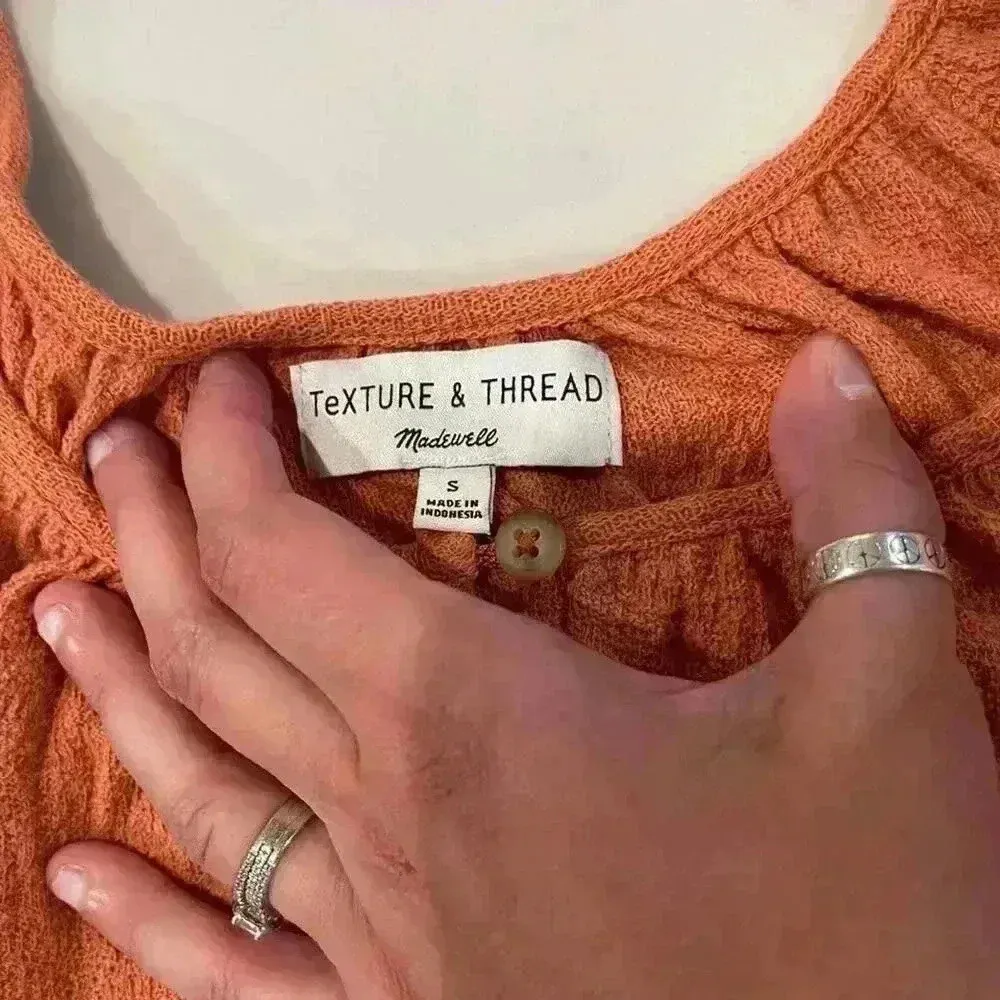 TeXTURE & THREAD
Madewell
S
MADE IN
INDONESIA